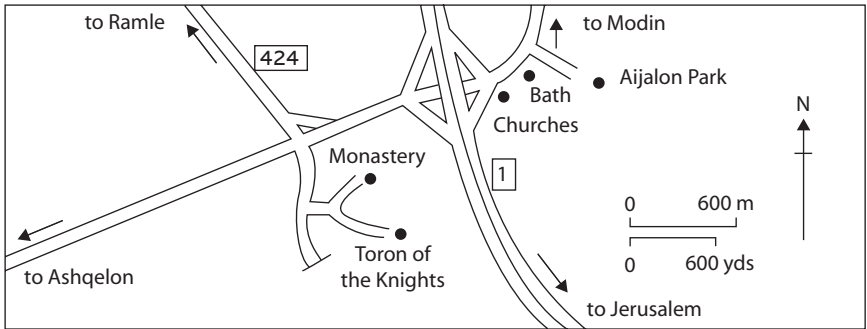 to Ramle
424
to Modin
Bath
Aijalon Park
Churches
N
Monastery
1
0 600 m
0 600 yds
Toron of
the Knights
to Ashqelon
to Jerusalem